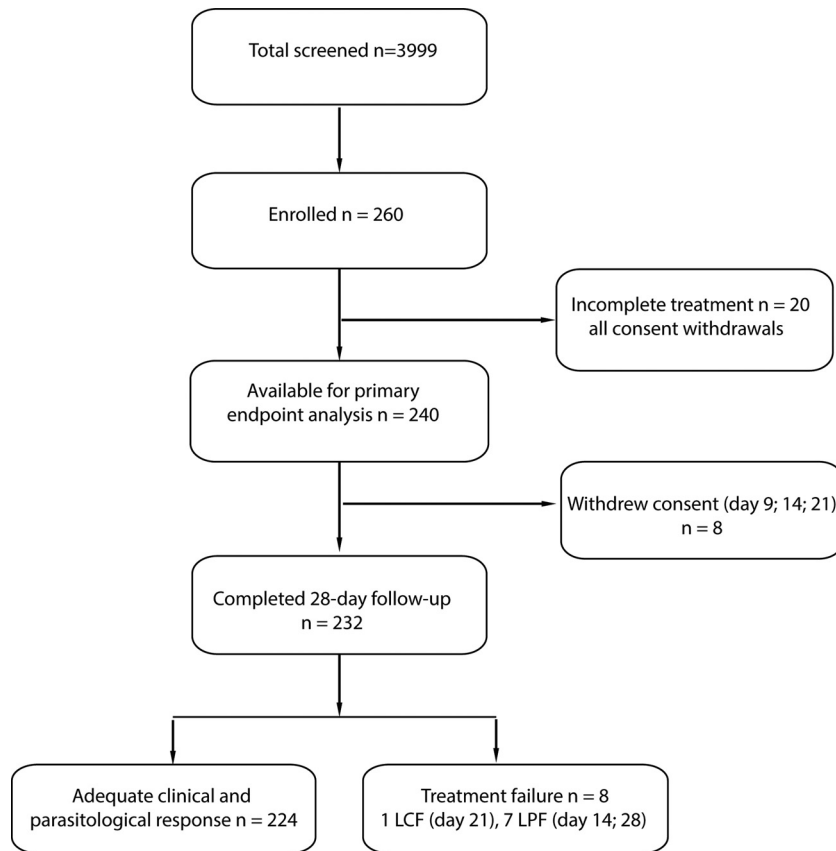 Total screened n=3999
Enrolled n = 260
Incomplete treatment n = 20
all consent withdrawals
Available for primary
endpoint analysis n = 240
Withdrew consent (day 9; 14; 21)
n = 8
Completed 28-day follow-up
n = 232
Adequate clinical and
parasitological response n = 224
Treatment failure n = 8
1 LCF (day 21), 7 LPF (day 14; 28)